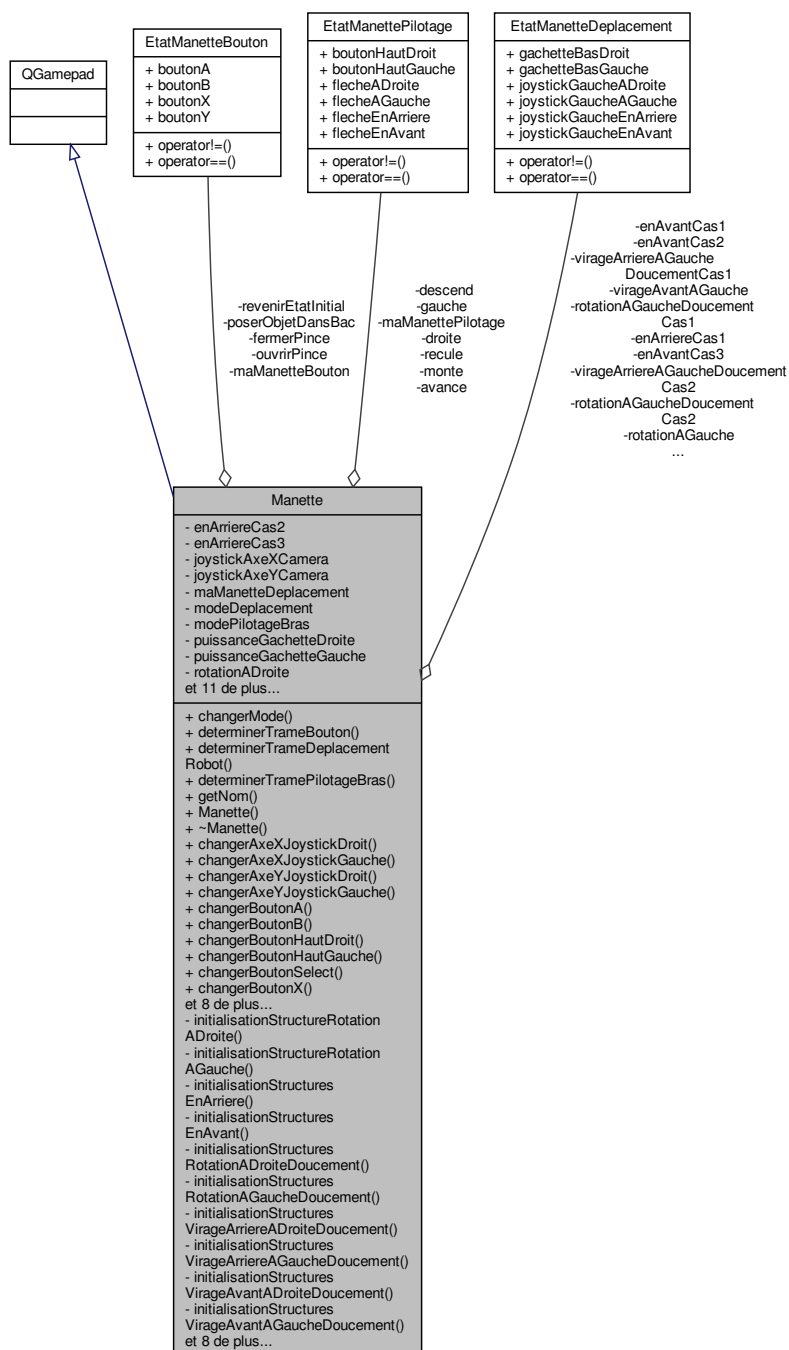 QGamepad
EtatManetteBouton
+ boutonA
+ boutonB
+ boutonX
+ boutonY
+ operator!=()
+ operator==()
EtatManettePilotage
+ boutonHautDroit
+ boutonHautGauche
+ flecheADroite
+ flecheAGauche
+ flecheEnArriere
+ flecheEnAvant
+ operator!=()
+ operator==()
EtatManetteDeplacement
+ gachetteBasDroit
+ gachetteBasGauche
+ joystickGaucheADroite
+ joystickGaucheAGauche
+ joystickGaucheEnArriere
+ joystickGaucheEnAvant
+ operator!=()
+ operator==()
-revenirEtatInitial
-poserObjetDansBac
-fermerPince
-ouvrirPince
-maManetteBouton
-descend
-gauche
-maManettePilotage
-droite
-recule
-monte
-avance
-enAvantCas1
-enAvantCas2
-virageArriereAGauche
DoucementCas1
-virageAvantAGauche
-rotationAGaucheDoucement
Cas1
-enArriereCas1
-enAvantCas3
-virageArriereAGaucheDoucement
Cas2
-rotationAGaucheDoucement
Cas2
-rotationAGauche
...
Manette
- enArriereCas2
- enArriereCas3
- joystickAxeXCamera
- joystickAxeYCamera
- maManetteDeplacement
- modeDeplacement
- modePilotageBras
- puissanceGachetteDroite
- puissanceGachetteGauche
- rotationADroite
et 11 de plus...
+ changerMode()
+ determinerTrameBouton()
+ determinerTrameDeplacement
Robot()
+ determinerTramePilotageBras()
+ getNom()
+ Manette()
+ ~Manette()
+ changerAxeXJoystickDroit()
+ changerAxeXJoystickGauche()
+ changerAxeYJoystickDroit()
+ changerAxeYJoystickGauche()
+ changerBoutonA()
+ changerBoutonB()
+ changerBoutonHautDroit()
+ changerBoutonHautGauche()
+ changerBoutonSelect()
+ changerBoutonX()
et 8 de plus...
- initialisationStructureRotation
ADroite()
- initialisationStructureRotation
AGauche()
- initialisationStructures
EnArriere()
- initialisationStructures
EnAvant()
- initialisationStructures
RotationADroiteDoucement()
- initialisationStructures
RotationAGaucheDoucement()
- initialisationStructures
VirageArriereADroiteDoucement()
- initialisationStructures
VirageArriereAGaucheDoucement()
- initialisationStructures
VirageAvantADroiteDoucement()
- initialisationStructures
VirageAvantAGaucheDoucement()
et 8 de plus...